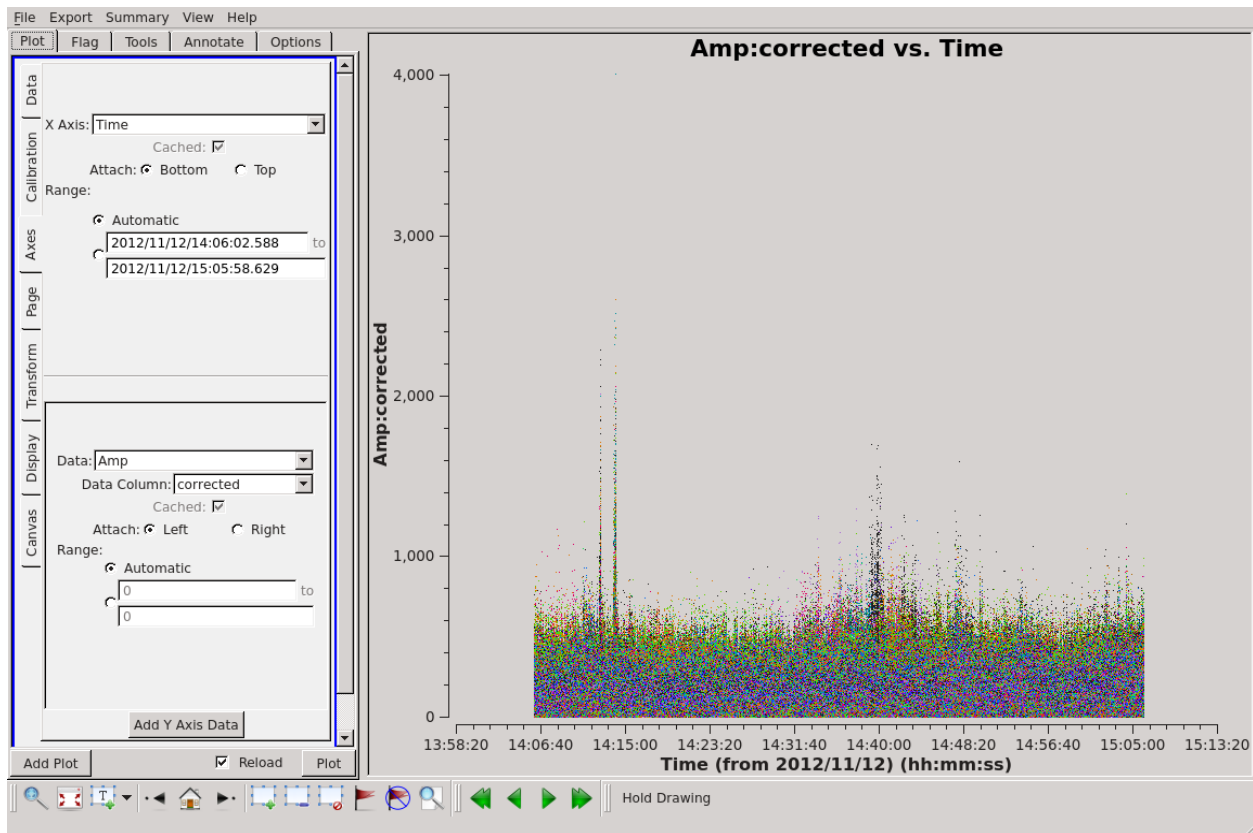 File Export Summary View Help
Plot Flag Tools Annotate Options
Data
Calibration
Axes
Page
Transform
Display
Canvas
X Axis: Time
Cached:
Attach: Bottom Top
Range:
Automatic
2012/11/12/14:06:02.588 to
2012/11/12/15:05:58.629
Data: Amp
Data Column: corrected
Cached:
Attach: Left Right
Range:
Automatic
0 to
0
Add Y Axis Data
Add Plot Reload Plot
Amp:corrected vs. Time
Amp:corrected
4,000
3,000
2,000
1,000
0
13:58:20 14:06:40 14:15:00 14:23:20 14:31:40 14:40:00 14:48:20 14:56:40 15:05:00 15:13:20
Time (from 2012/11/12) (hh:mm:ss)
T
Hold Drawing